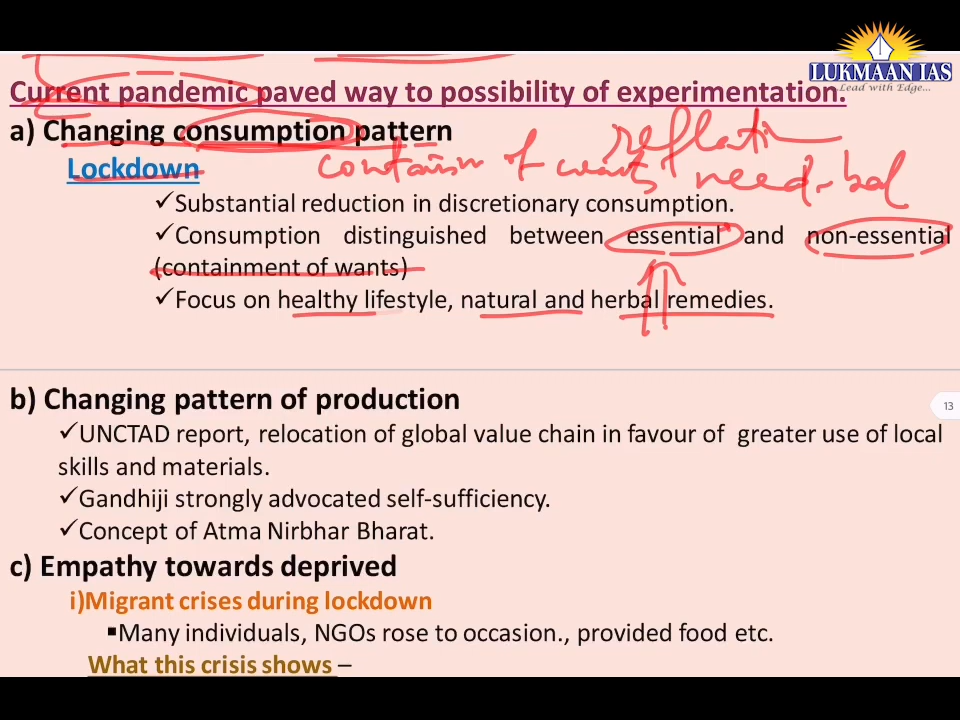 LUKMAAN IAS
...Lead with Edge...
Current pandemic paved way to possibility of experimentation.
a) Changing consumption pattern
Lockdown
✓Substantial reduction in discretionary consumption.
✓Consumption distinguished between essential and non-essential
(containment of wants)
✓Focus on healthy lifestyle, natural and herbal remedies.
b) Changing pattern of production
13
✓UNCTAD report, relocation of global value chain in favour of greater use of local
skills and materials.
✓Gandhiji strongly advocated self-sufficiency.
✓Concept of Atma Nirbhar Bharat.
c) Empathy towards deprived
i)Migrant crises during lockdown
▪Many individuals, NGOs rose to occasion., provided food etc.
What this crisis shows –